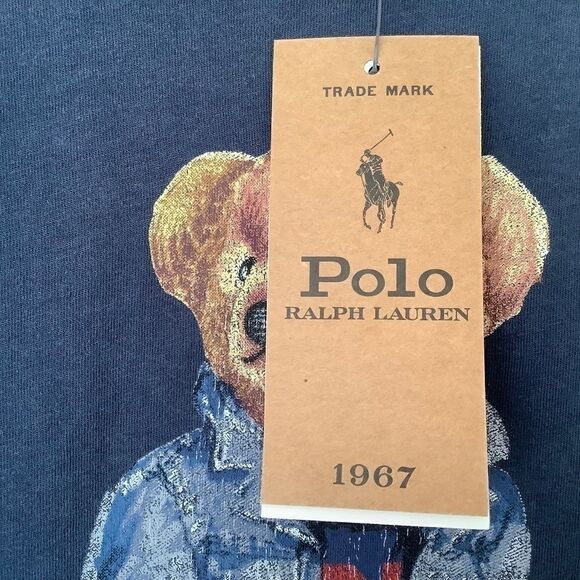 TRADE MARK
Polo
RALPH LAUREN
1967